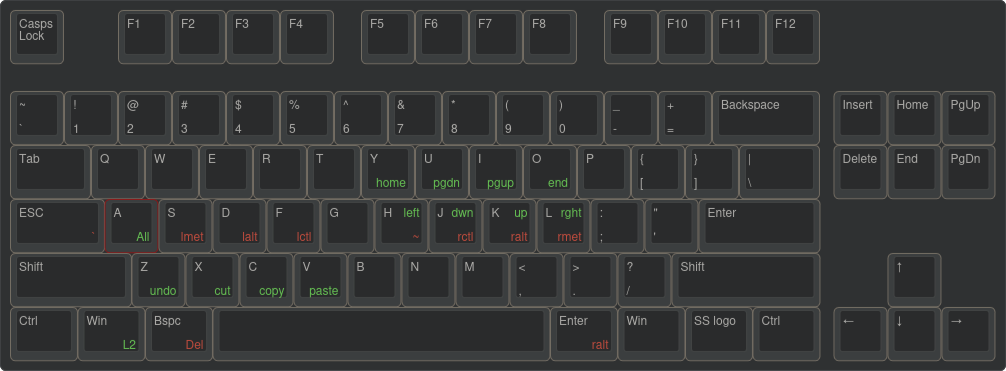 Casps
Lock
F1 F2 F3 F4 F5 F6 F7 F8 F9 F10 F11 F12
~ ! @ # $ % ^ & * ( ) _ + Backspace Insert Home PgUp
` 1 2 3 4 5 6 7 8 9 0 - =
Tab Q W E R T Y U I O P { } | Delete End PgDn
home pgdn pgup end [ ] \
ESC A S D F G H left J dwn K up L rght : " Enter
` All lmet lalt lctl ~ rctl ralt rmet ; '
Shift Z X C V B N M < > ? Shift ↑
undo cut copy paste , . /
Ctrl Win Bspc Enter Win SS logo Ctrl ← ↓ →
L2 Del ralt